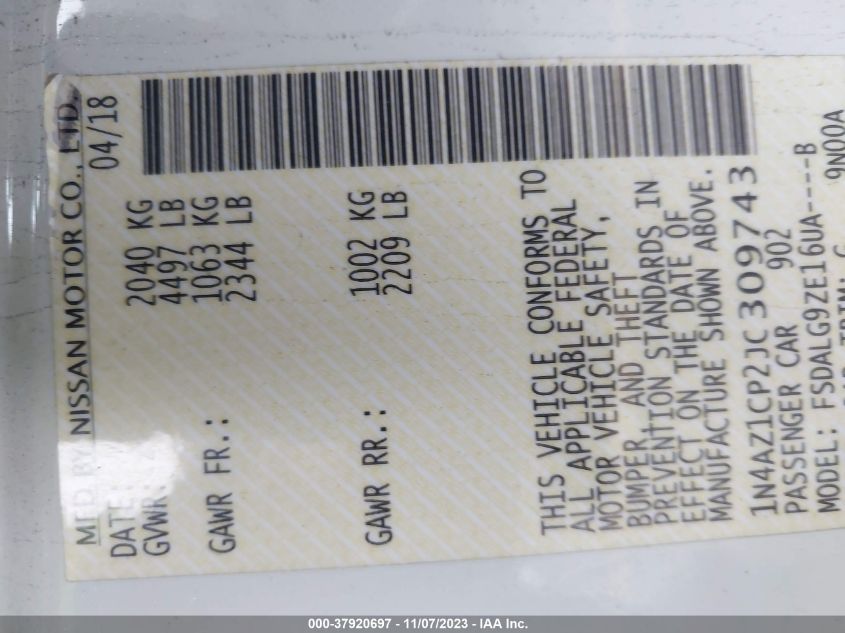 MFD BY NISSAN MOTOR CO., LTD.
DATE: 04/18
GVWR: 2040 KG
4497 LB
GAWR FR.: 1063 KG
2344 LB
GAWR RR.: 1002 KG
2209 LB
THIS VEHICLE CONFORMS TO
ALL APPLICABLE FEDERAL
MOTOR VEHICLE SAFETY,
BUMPER, AND THEFT
PREVENTION STANDARDS IN
EFFECT ON THE DATE OF
MANUFACTURE SHOWN ABOVE.
1N4AZ1CP2JC309743
PASSENGER CAR 902
MODEL: FSDALG9ZE16UA----B
9N00A
000-37920697 - 11/07/2023 - IAA Inc.